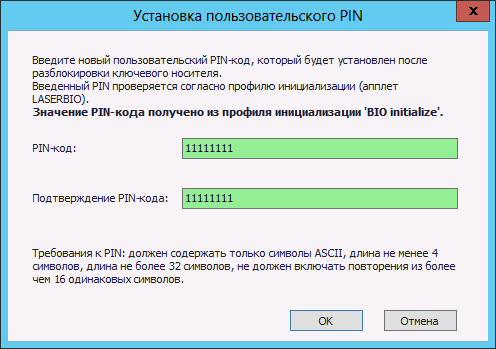 Установка пользовательского PIN
x
Введите новый пользовательский PIN-код, который будет установлен после
разблокировки ключевого носителя.
Введенный PIN проверяется согласно профилю инициализации (апплет
LASERBIO).
Значение PIN-кода получено из профиля инициализации 'BIO initialize'.
PIN-код:
11111111
Подтверждение PIN-кода:
11111111
Требования к PIN: должен содержать только символы ASCII, длина не менее 4
символов, длина не более 32 символов, не должен включать повторения из более
чем 16 одинаковых символов.
OK
Отмена